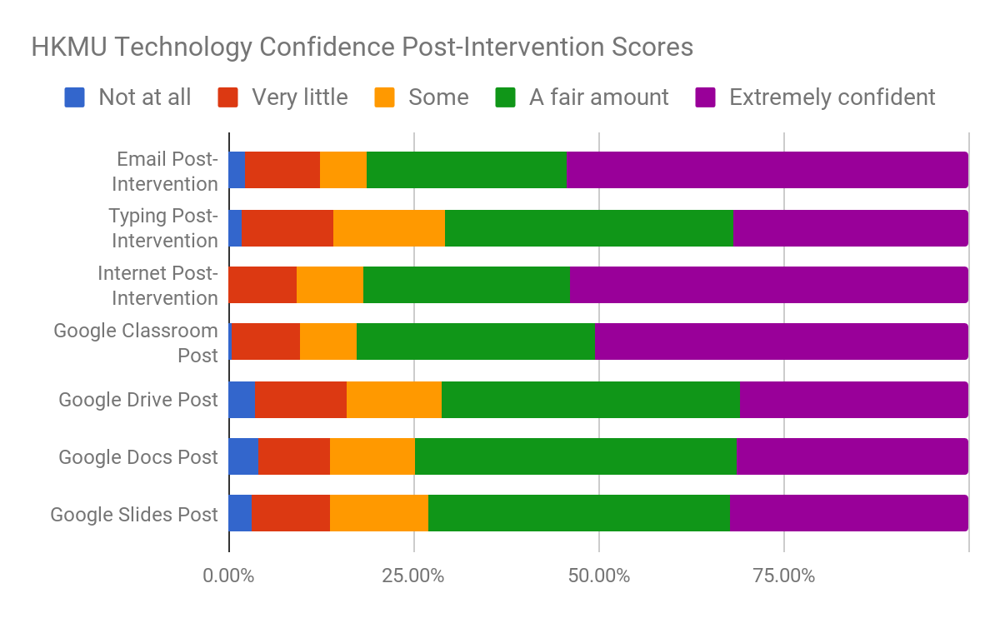 HKMU Technology Confidence Post-Intervention Scores
Not at all Very little Some A fair amount Extremely confident
Email Post-
Intervention
Typing Post-
Intervention
Internet Post-
Intervention
Google Classroom
Post
Google Drive Post
Google Docs Post
Google Slides Post
0.00% 25.00% 50.00% 75.00%